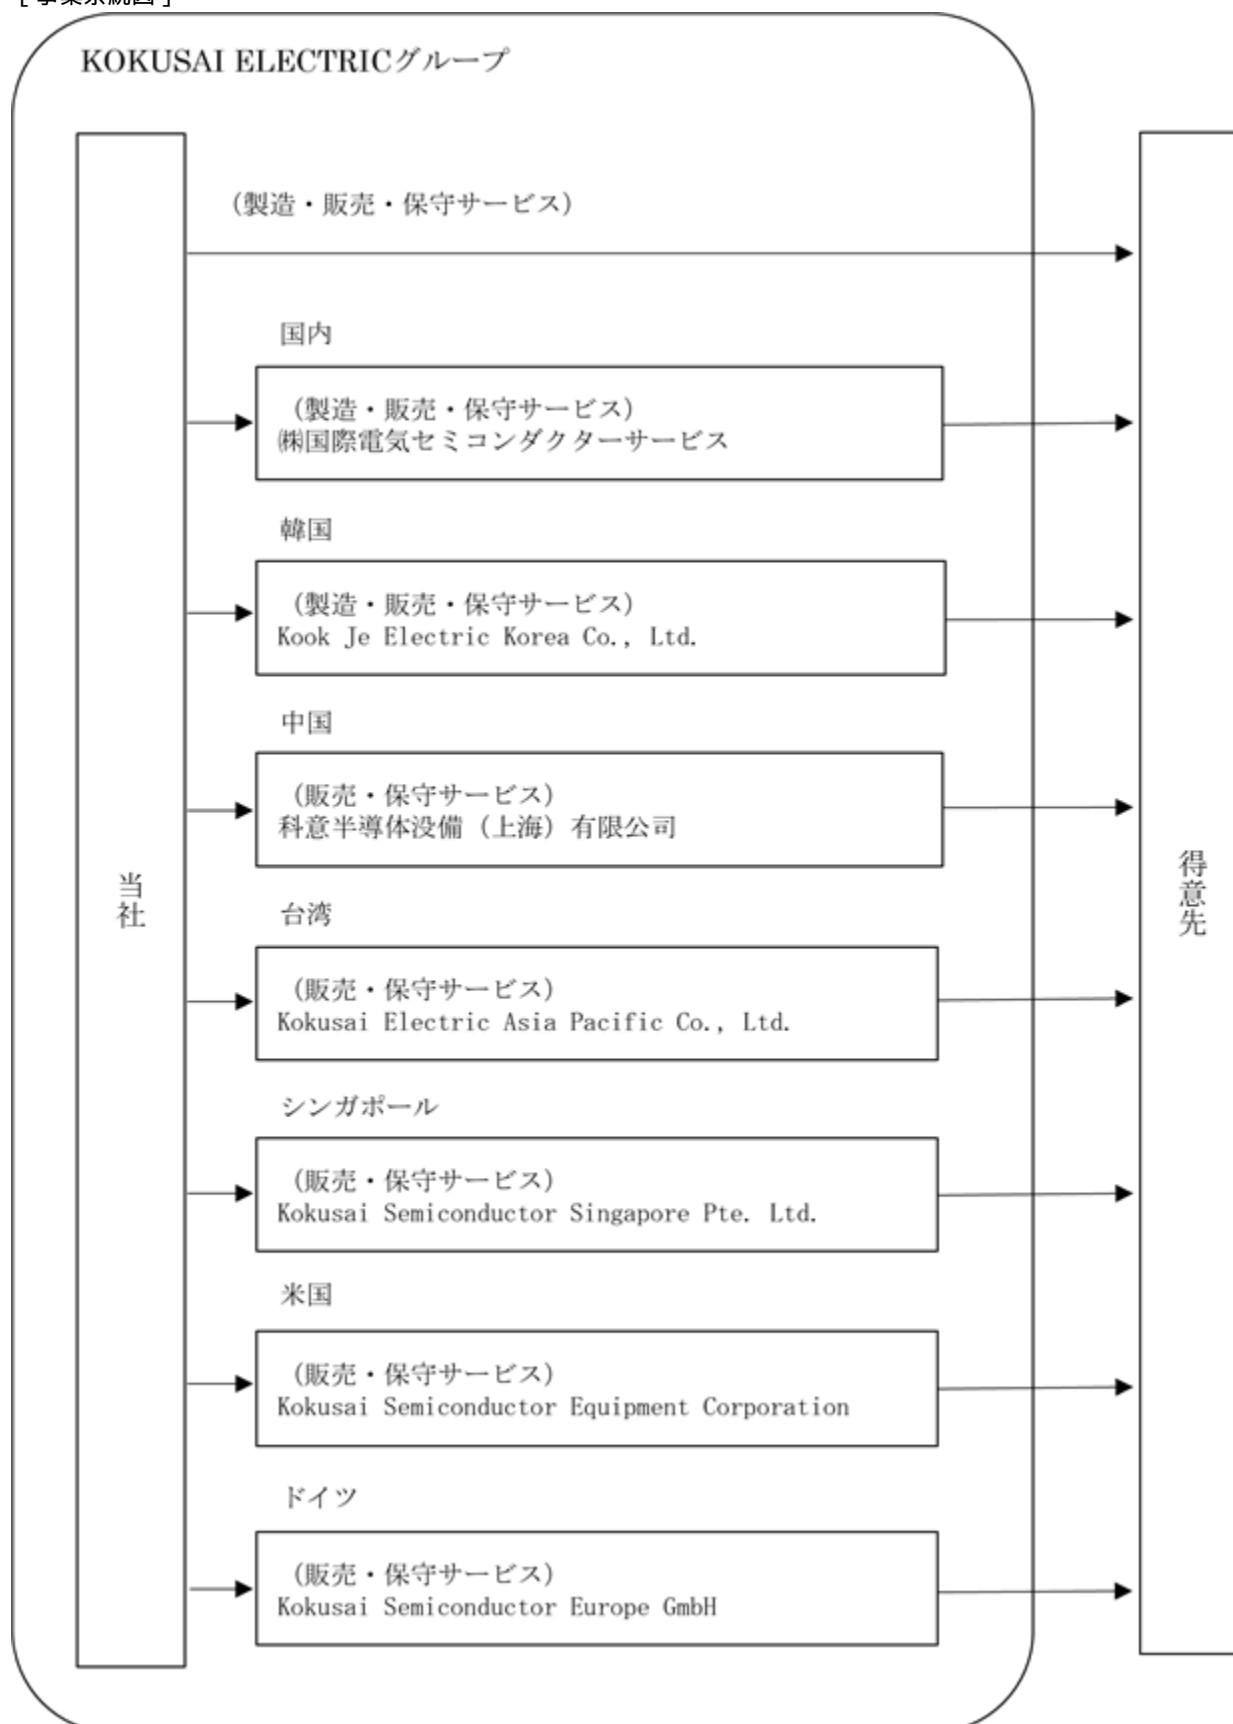 [ 事業系統図 ]
KOKUSAI ELECTRICグループ
(製造・販売・保守サービス)
国内
(製造・販売・保守サービス)
㈱国際電気セミコンダクターサービス
韓国
(製造・販売・保守サービス)
Kook Je Electric Korea Co., Ltd.
中国
(販売・保守サービス)
科意半導体没備（上海）有限公司
台湾
(販売・保守サービス)
Kokusai Electric Asia Pacific Co., Ltd.
シンガポール
(販売・保守サービス)
Kokusai Semiconductor Singapore Pte. Ltd.
米国
(販売・保守サービス)
Kokusai Semiconductor Equipment Corporation
ドイツ
(販売・保守サービス)
Kokusai Semiconductor Europe GmbH
当社
得意先